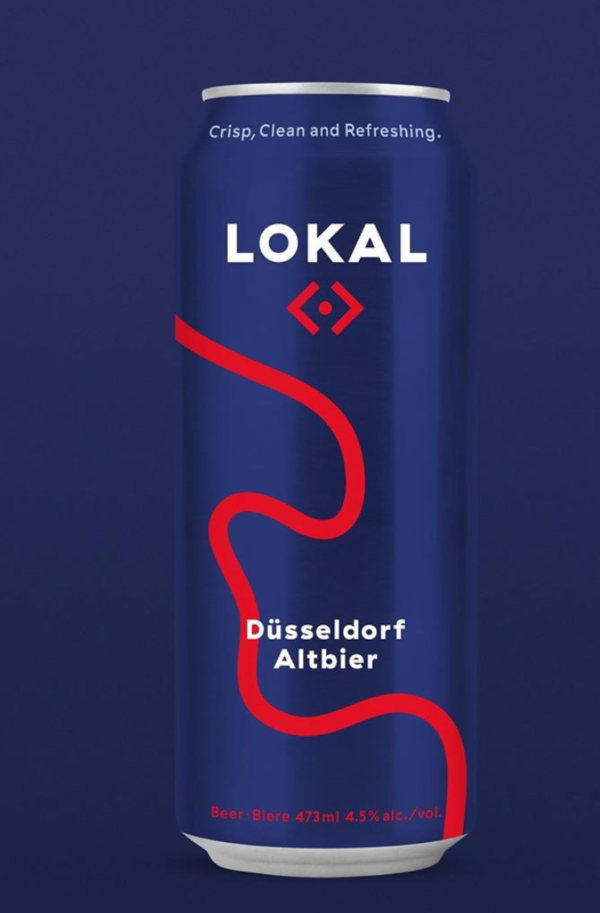 Crisp, Clean and Refreshing.
LOKAL
Düsseldorf
Altbier
Beer·Biere 473ml 4.5% alc./vol.